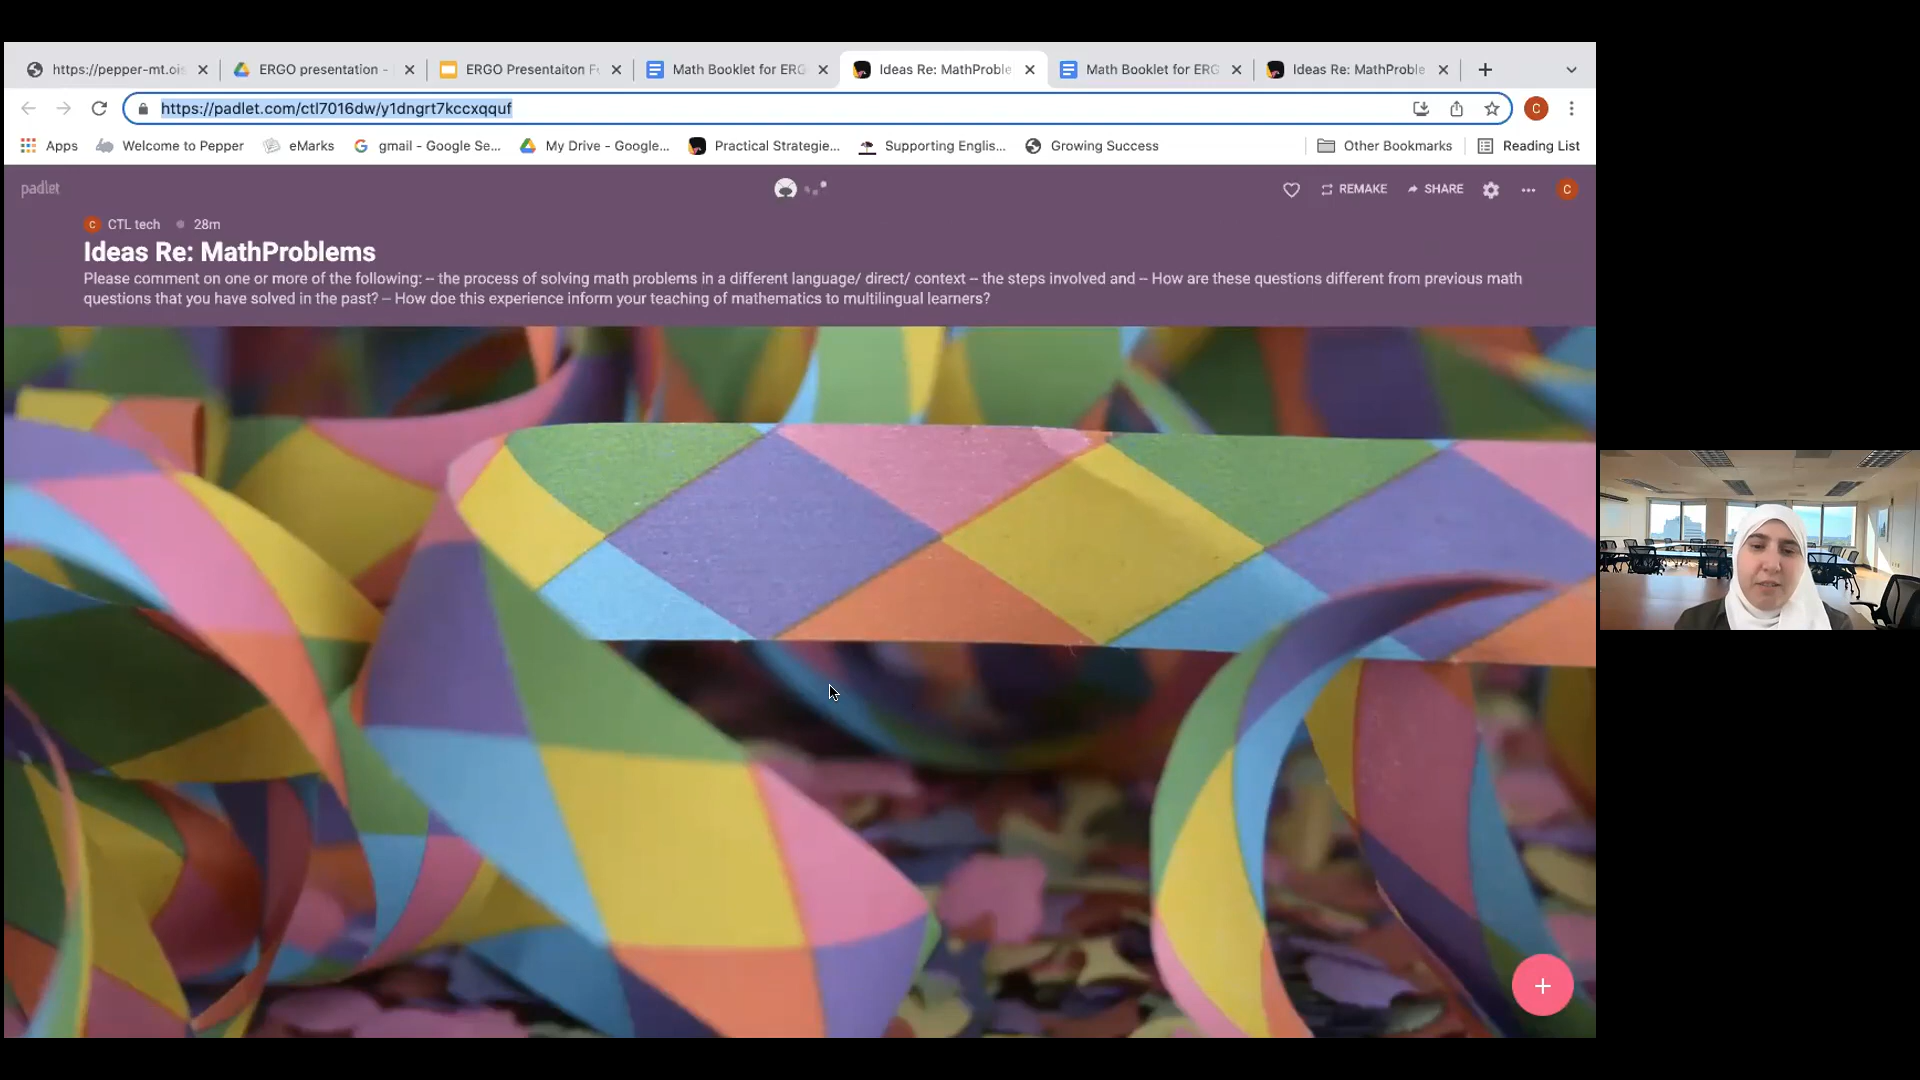 https://pepper-mt.ois
ERGO presentation -
ERGO Presentaiton F
Math Booklet for ERG
Ideas Re: MathProble
Math Booklet for ERG
Ideas Re: MathProble
https://padlet.com/ctl7016dw/y1dngrt7kccxqquf
C
Apps
Welcome to Pepper
eMarks
gmail - Google Se...
My Drive - Google...
Practical Strategie...
Supporting Englis...
Growing Success
Other Bookmarks
Reading List
padlet
REMAKE
SHARE
C
C CTL tech 28m
Ideas Re: MathProblems
Please comment on one or more of the following: -- the process of solving math problems in a different language/ direct/ context -- the steps involved and -- How are these questions different from previous math
questions that you have solved in the past? -- How doe this experience inform your teaching of mathematics to multilingual learners?